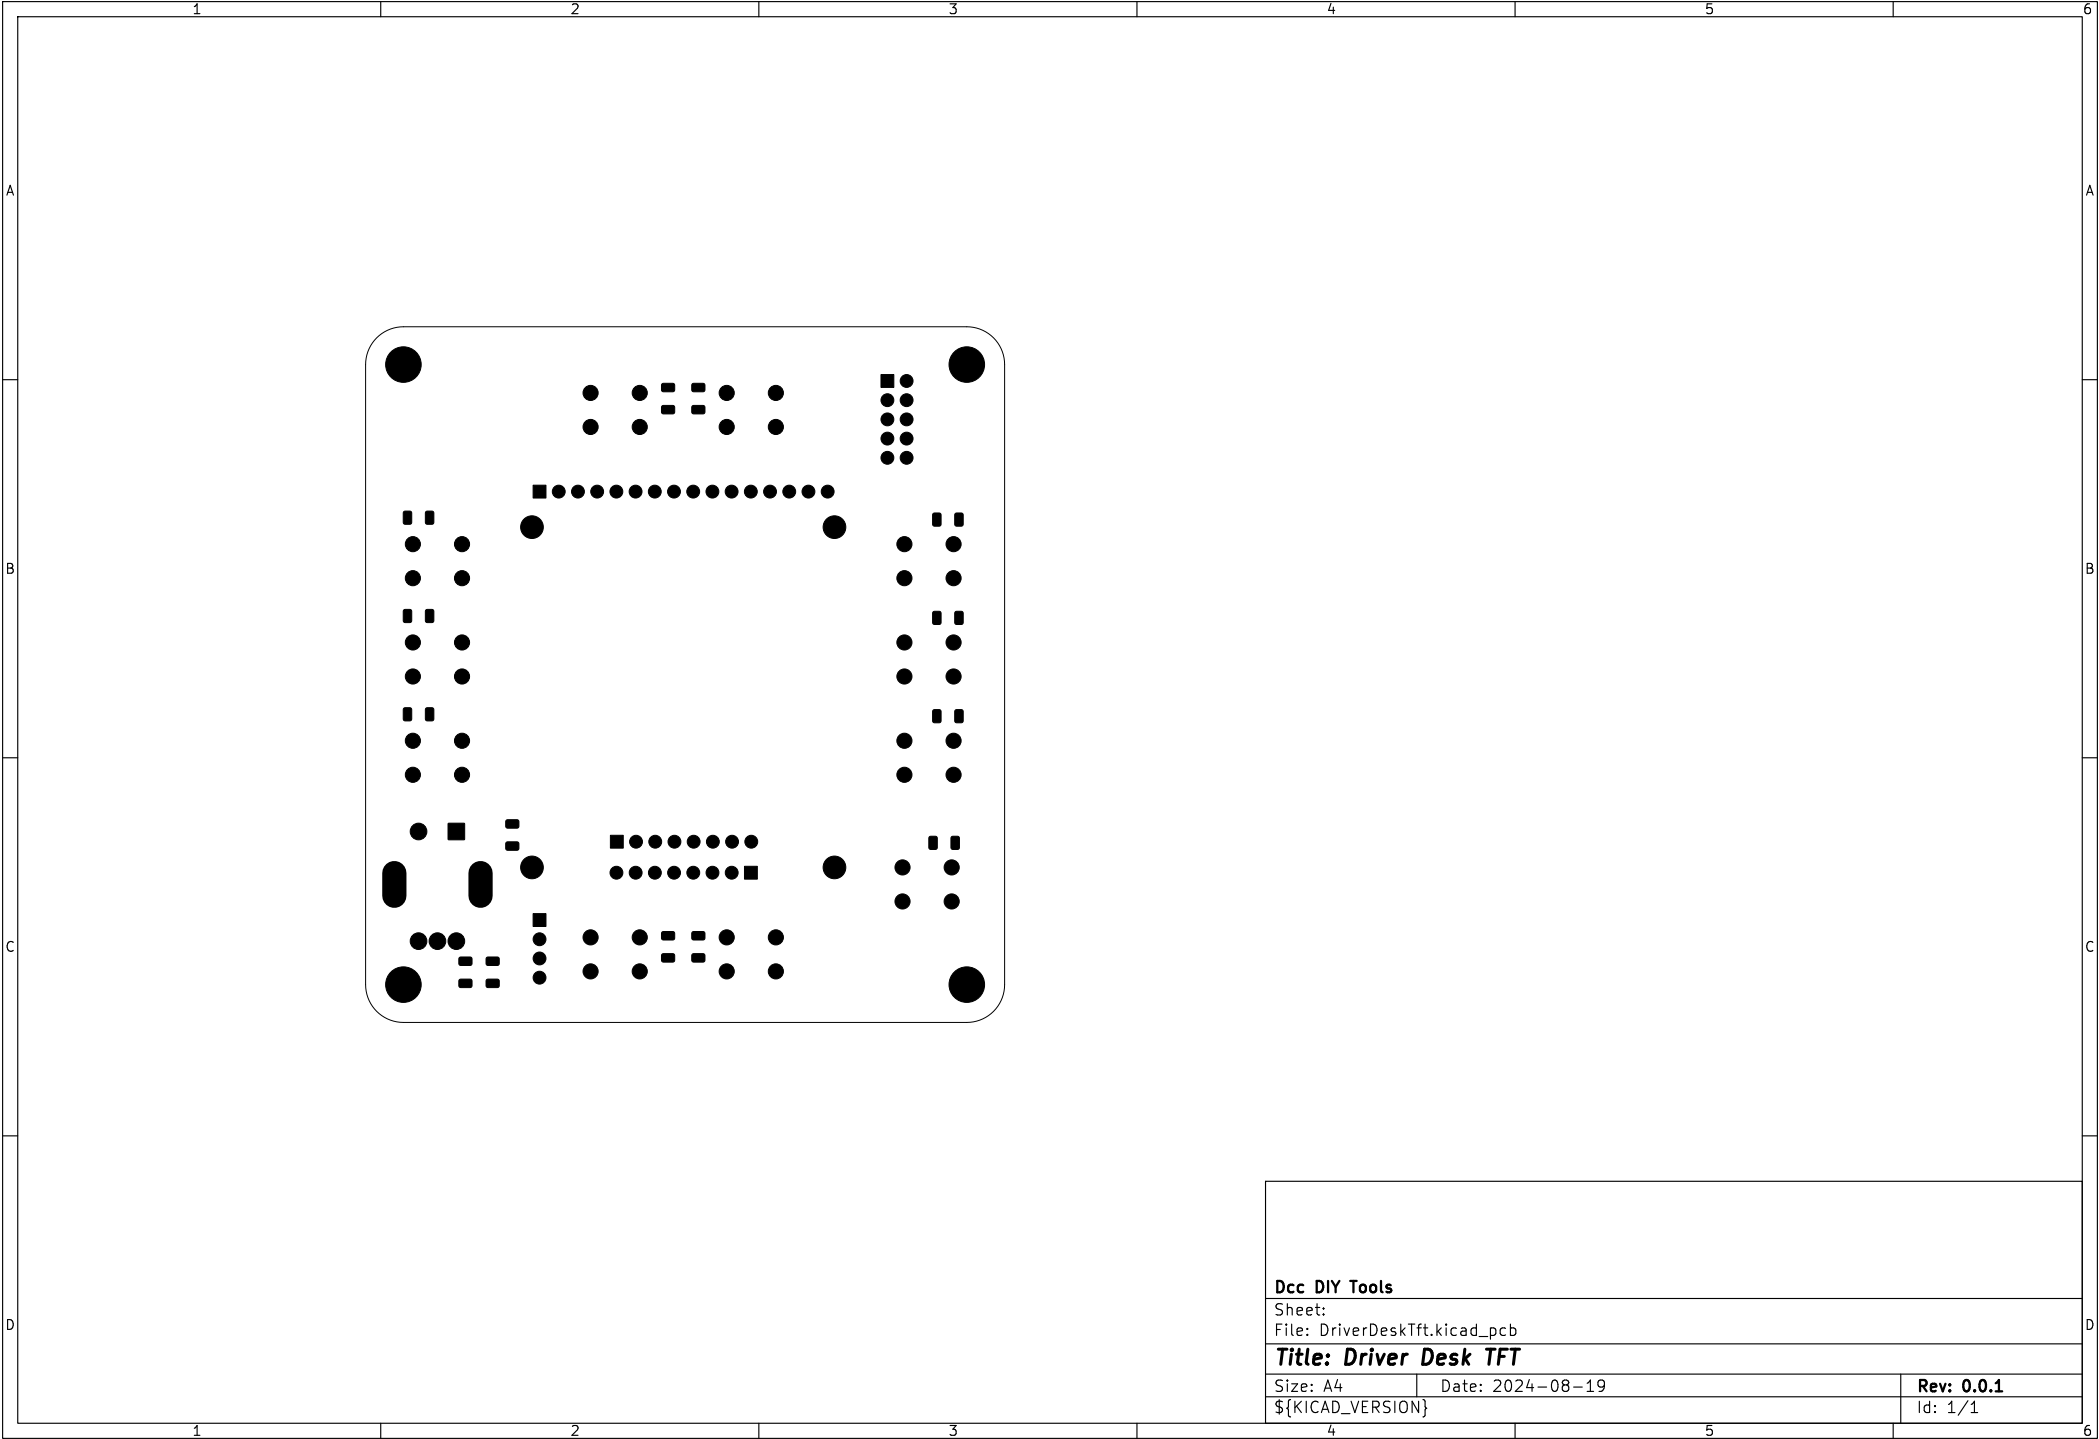 1 2 3 4 5 6
A A
B B
C C
Dcc DIY Tools
Sheet:
File: DriverDeskTft.kicad_pcb
D D
Title: Driver Desk TFT
Size: A4 Date: 2024-08-19 Rev: 0.0.1
${KICAD_VERSION} Id: 1/1
1 2 3 4 5 6